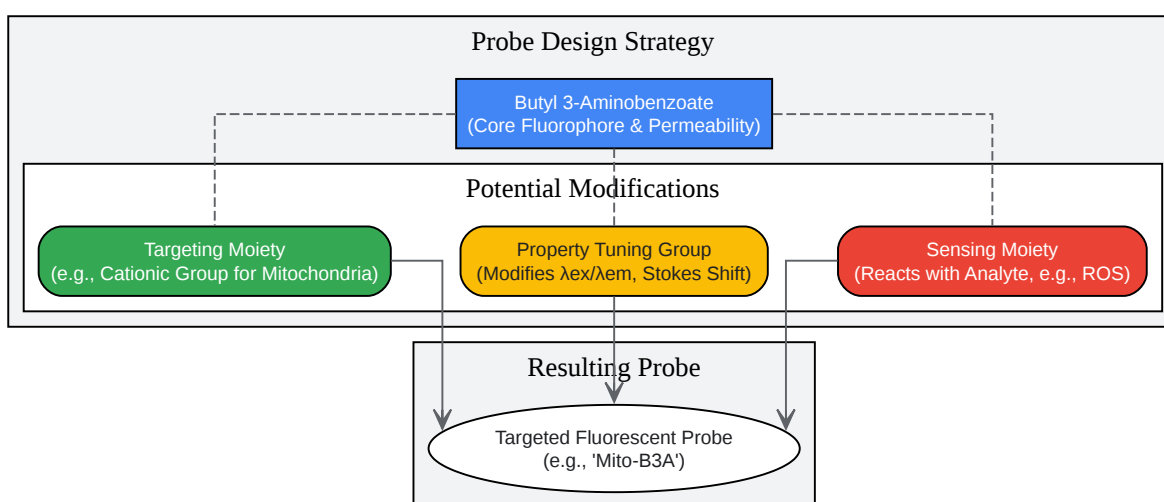 Probe Design Strategy
Butyl 3-Aminobenzoate
(Core Fluorophore & Permeability)
Potential Modifications
Targeting Moiety
(e.g., Cationic Group for Mitochondria)
Property Tuning Group
(Modifies λex/λem, Stokes Shift)
Sensing Moiety
(Reacts with Analyte, e.g., ROS)
Resulting Probe
Targeted Fluorescent Probe
(e.g., 'Mito-B3A')